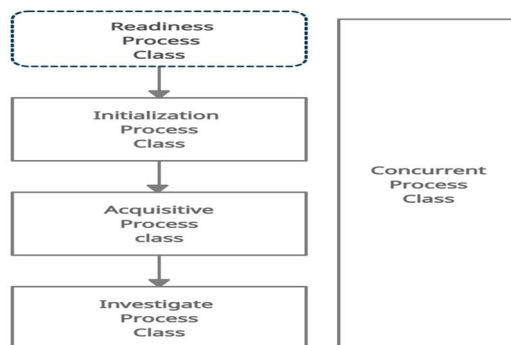 Readiness
Process
Class
Initialization
Process
Class
Acquisitive
Process
class
Investigate
Process
Class
Concurrent
Process
Class